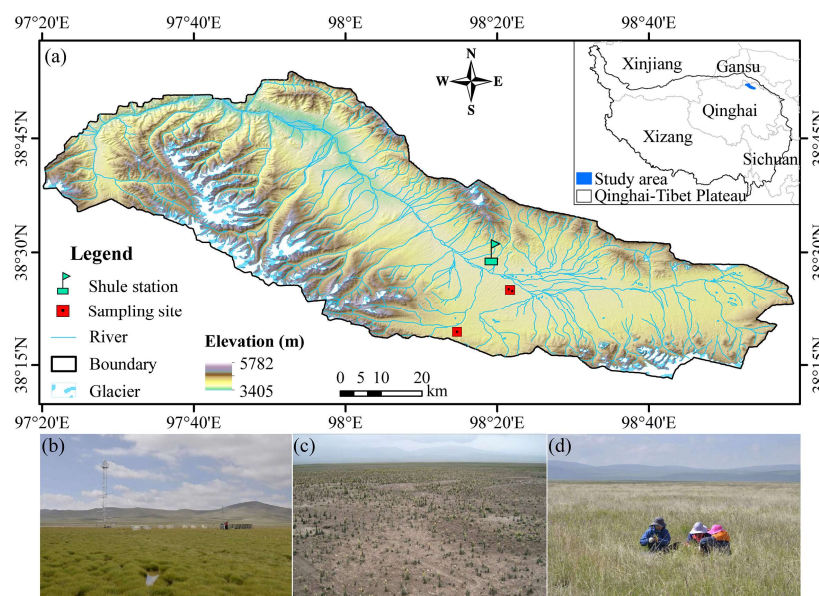 97°20′E 97°40′E 98°E 98°20′E 98°40′E
(a)
N
W E
S
Xinjiang
Gansu
Qinghai
Xizang
Sichuan
Study area
Qinghai-Tibet Plateau
38°45′N
38°30′N
38°15′N
38°45′N
38°30′N
38°15′N
Legend
Shule station
Sampling site
River
Boundary
Glacier
Elevation (m)
5782
3405
0 5 10 20
km
97°20′E 97°40′E 98°E 98°20′E 98°40′E
(b)
(c)
(d)